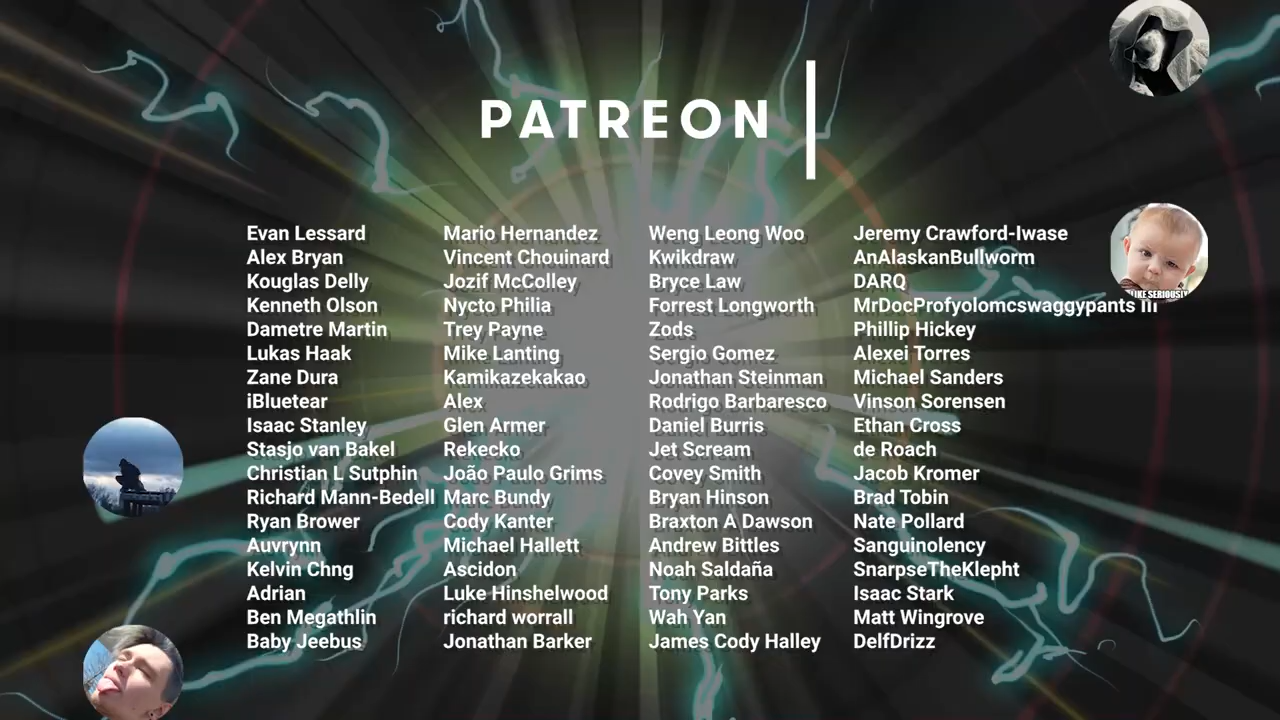 PATREON
Evan Lessard
Alex Bryan
Kouglas Delly
Kenneth Olson
Dametre Martin
Lukas Haak
Zane Dura
iBluetear
Isaac Stanley
Stasjo van Bakel
Christian L Sutphin
Richard Mann-Bedell
Ryan Brower
Auvrynn
Kelvin Chng
Adrian
Ben Megathlin
Baby Jeebus
Mario Hernandez
Vincent Chouinard
Jozif McColley
Nycto Philia
Trey Payne
Mike Lanting
Kamikazekakao
Alex
Glen Armer
Rekecko
João Paulo Grims
Marc Bundy
Cody Kanter
Michael Hallett
Ascidon
Luke Hinshelwood
richard worrall
Jonathan Barker
Weng Leong Woo
Kwikdraw
Bryce Law
Forrest Longworth
Zods
Sergio Gomez
Jonathan Steinman
Rodrigo Barbaresco
Daniel Burris
Jet Scream
Covey Smith
Bryan Hinson
Braxton A Dawson
Andrew Bittles
Noah Saldaña
Tony Parks
Wah Yan
James Cody Halley
Jeremy Crawford-Iwase
AnAlaskanBullworm
DARQ
MrDocProfyolomcswaggypants III
Phillip Hickey
Alexei Torres
Michael Sanders
Vinson Sorensen
Ethan Cross
de Roach
Jacob Kromer
Brad Tobin
Nate Pollard
Sanguinolency
SnarpseTheKlepht
Isaac Stark
Matt Wingrove
DelfDrizz
LIKE SERIOUSLY